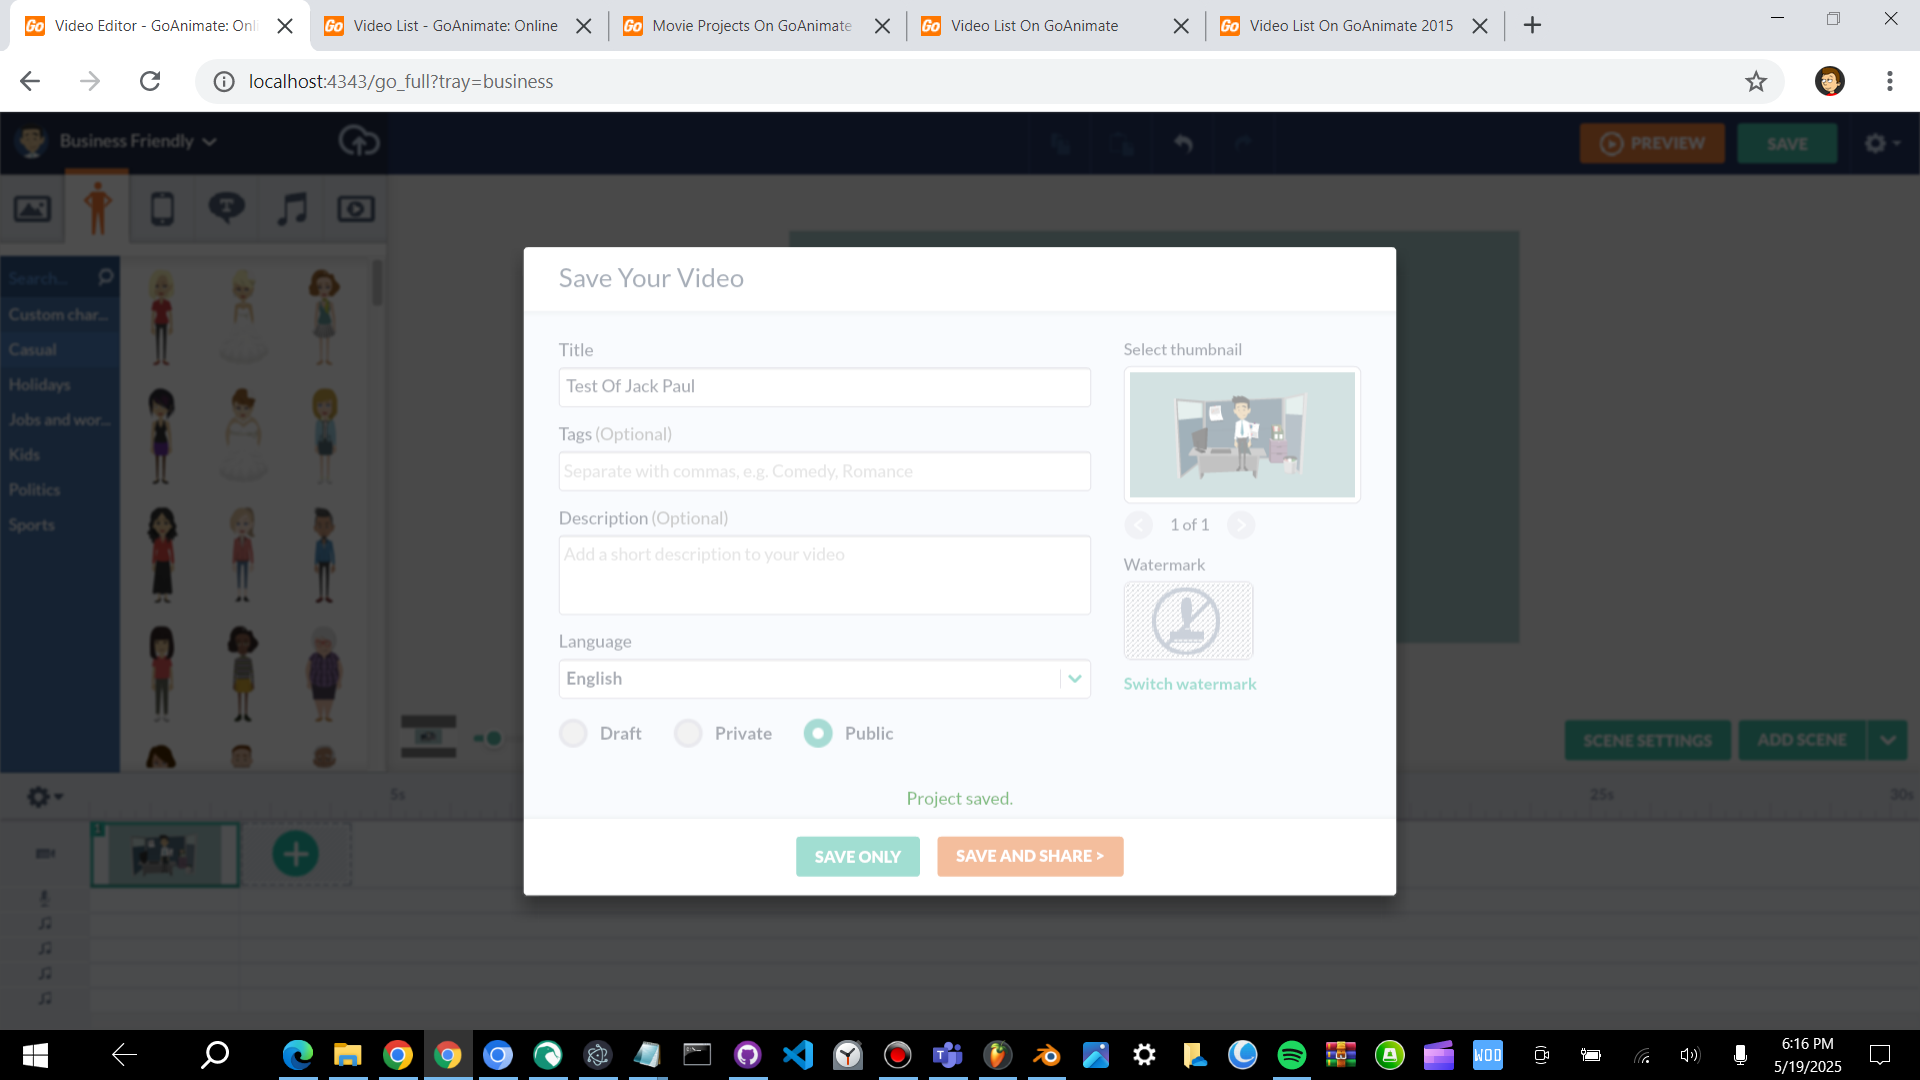 Video Editor - GoAnimate: Onli
Video List - GoAnimate: Online
Movie Projects On GoAnimate
Video List On GoAnimate
Video List On GoAnimate 2015
localhost:4343/go_full?tray=business
Business Friendly
PREVIEW
SAVE
Search...
Custom char...
Casual
Holidays
Jobs and wor...
Kids
Politics
Sports
Save Your Video
Title
Test Of Jack Paul
Tags (Optional)
Separate with commas, e.g. Comedy, Romance
Description (Optional)
Add a short description to your video
Language
English
Draft
Private
Public
Select thumbnail
1 of 1
Watermark
Switch watermark
Project saved.
SAVE ONLY
SAVE AND SHARE >
SCENE SETTINGS
ADD SCENE
5s
25s
30s
1
WOO
6:16 PM
5/19/2025